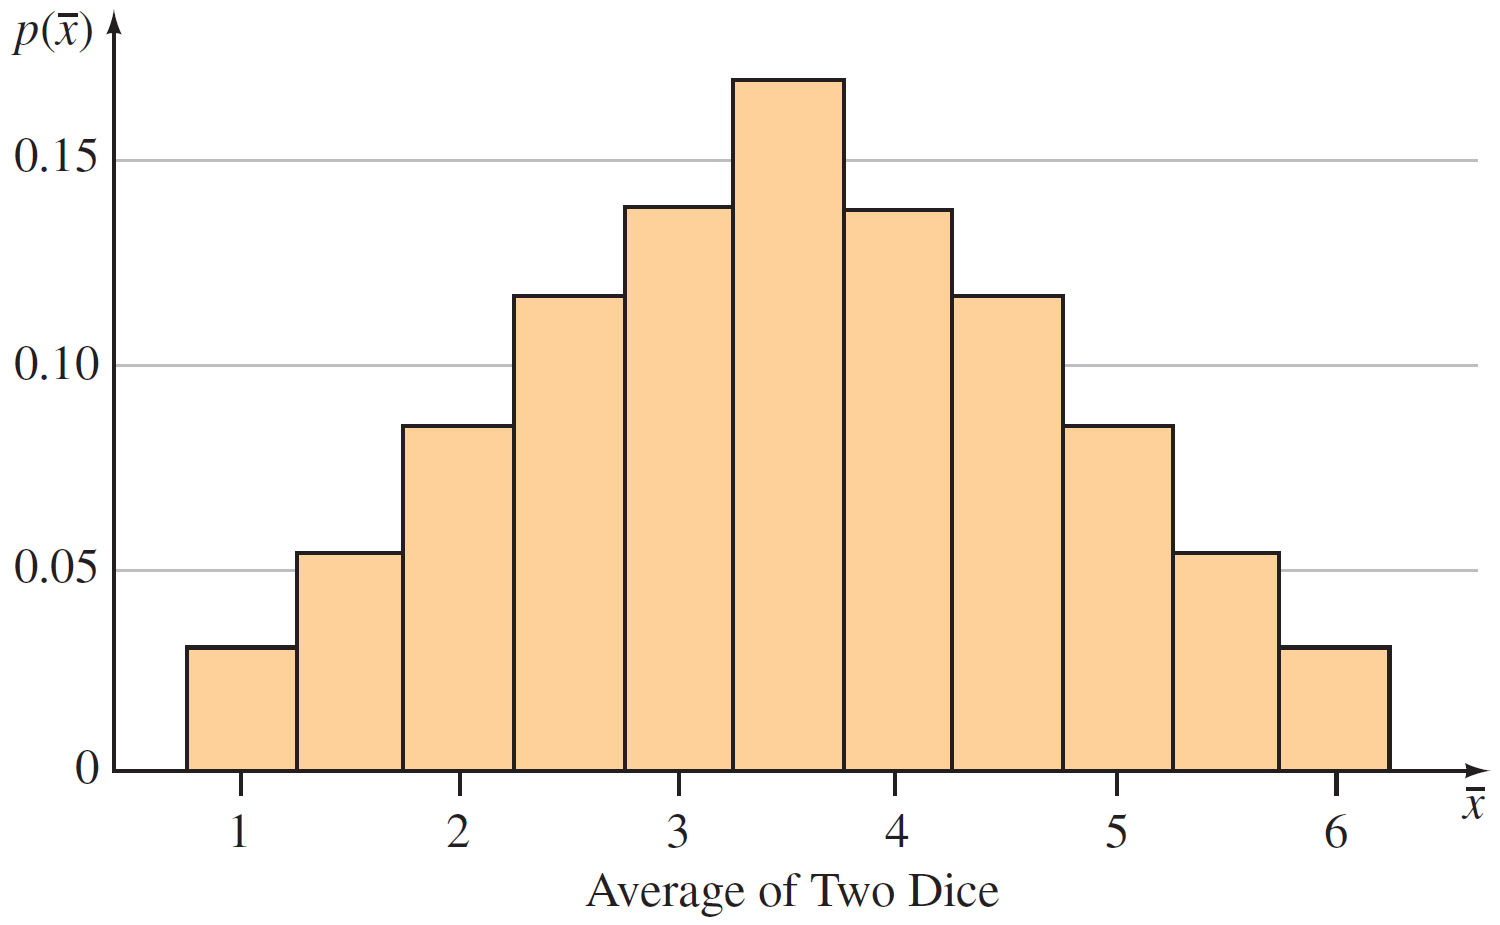 p(x̄)
0.15
0.10
0.05
0
1 2 3 4 5 6
x̄
Average of Two Dice